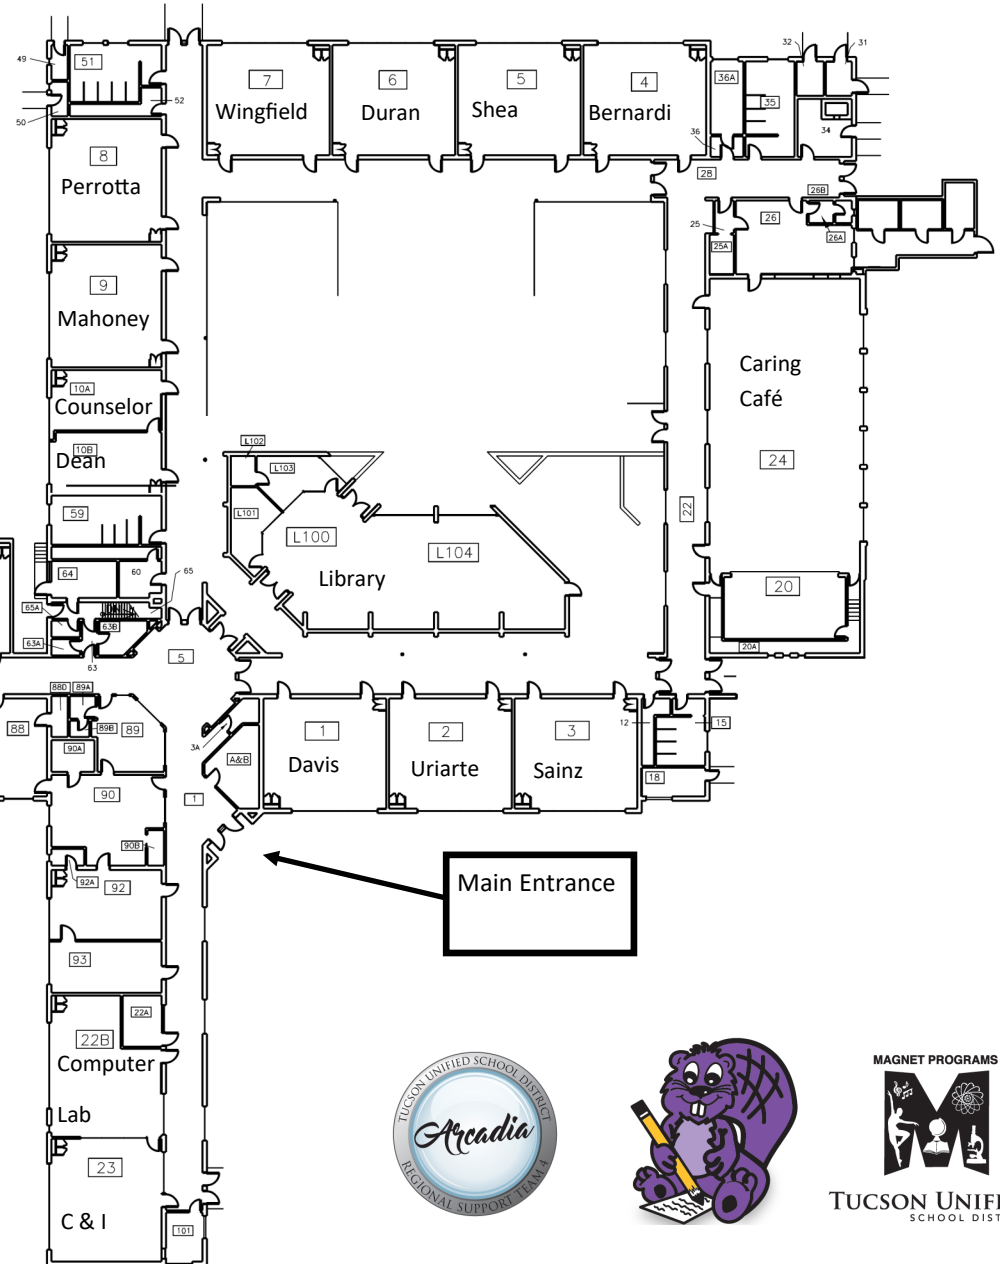 49
51
52
50
7
Wingfield
6
Duran
5
Shea
4
Bernardi
36A
35
32
31
34
36
8
Perrotta
28
26B
25
26
26A
25A
9
Mahoney
10A
Counselor
10B
Dean
59
Caring
Café
24
L102
L103
L101
L100
L104
Library
22
64
60
65
65A
63B
63A
63
5
20
20A
88
88D
89A
89B
89
90A
3A
A&B
1
Davis
2
Uriarte
3
Sainz
12
15
18
90
1
90B
92A
92
Main Entrance
93
22A
22B
Computer
Lab
23
C & I
101
TUCSON UNIFIED SCHOOL DISTRICT
Arcadia
REGIONAL SUPPORT TEAM 4
MAGNET PROGRAMS
M
TUCSON UNIFI
SCHOOL DIST